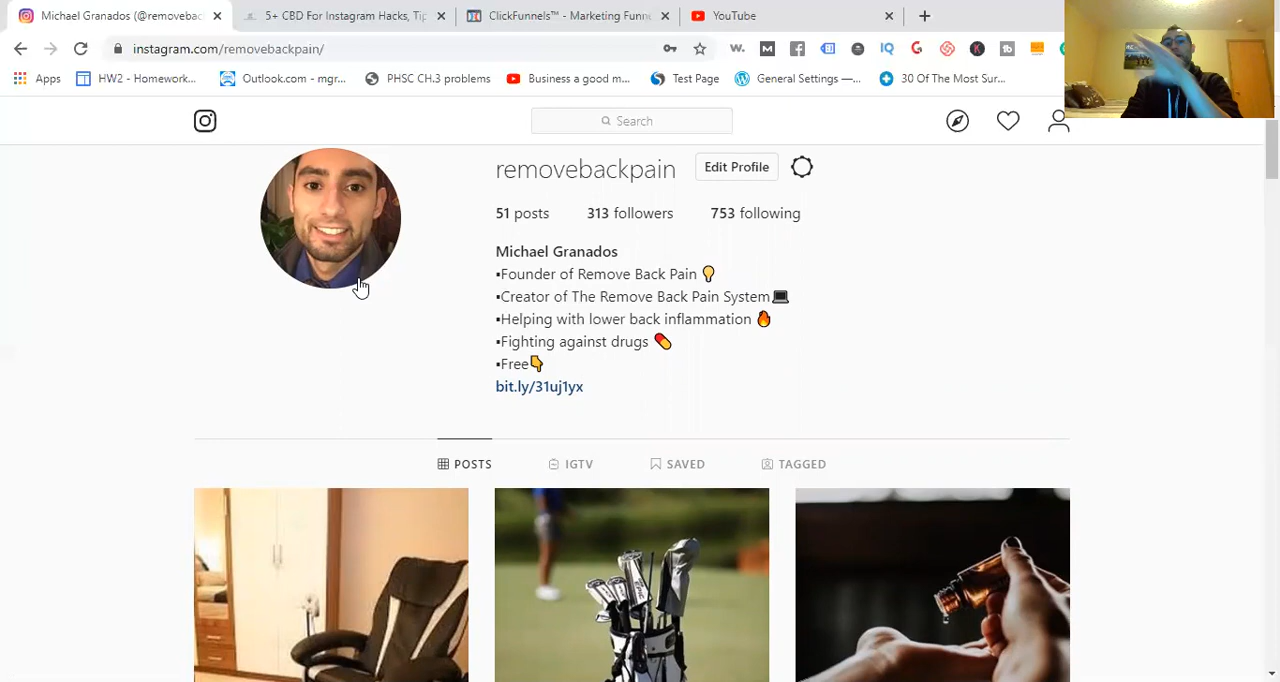 Michael Granados (@removebac
5+ CBD For Instagram Hacks, Tip
ClickFunnels™ - Marketing Funne
YouTube
instagram.com/removebackpain/
Apps
HW2 - Homework...
Outlook.com - mgr...
PHSC CH.3 problems
Business a good m...
Test Page
General Settings —...
30 Of The Most Sur...
Search
removebackpain
Edit Profile
51 posts
313 followers
753 following
Michael Granados
▪Founder of Remove Back Pain 💡
▪Creator of The Remove Back Pain System💻
▪Helping with lower back inflammation 🔥
▪Fighting against drugs 💊
▪Free👇
bit.ly/31uj1yx
POSTS
IGTV
SAVED
TAGGED